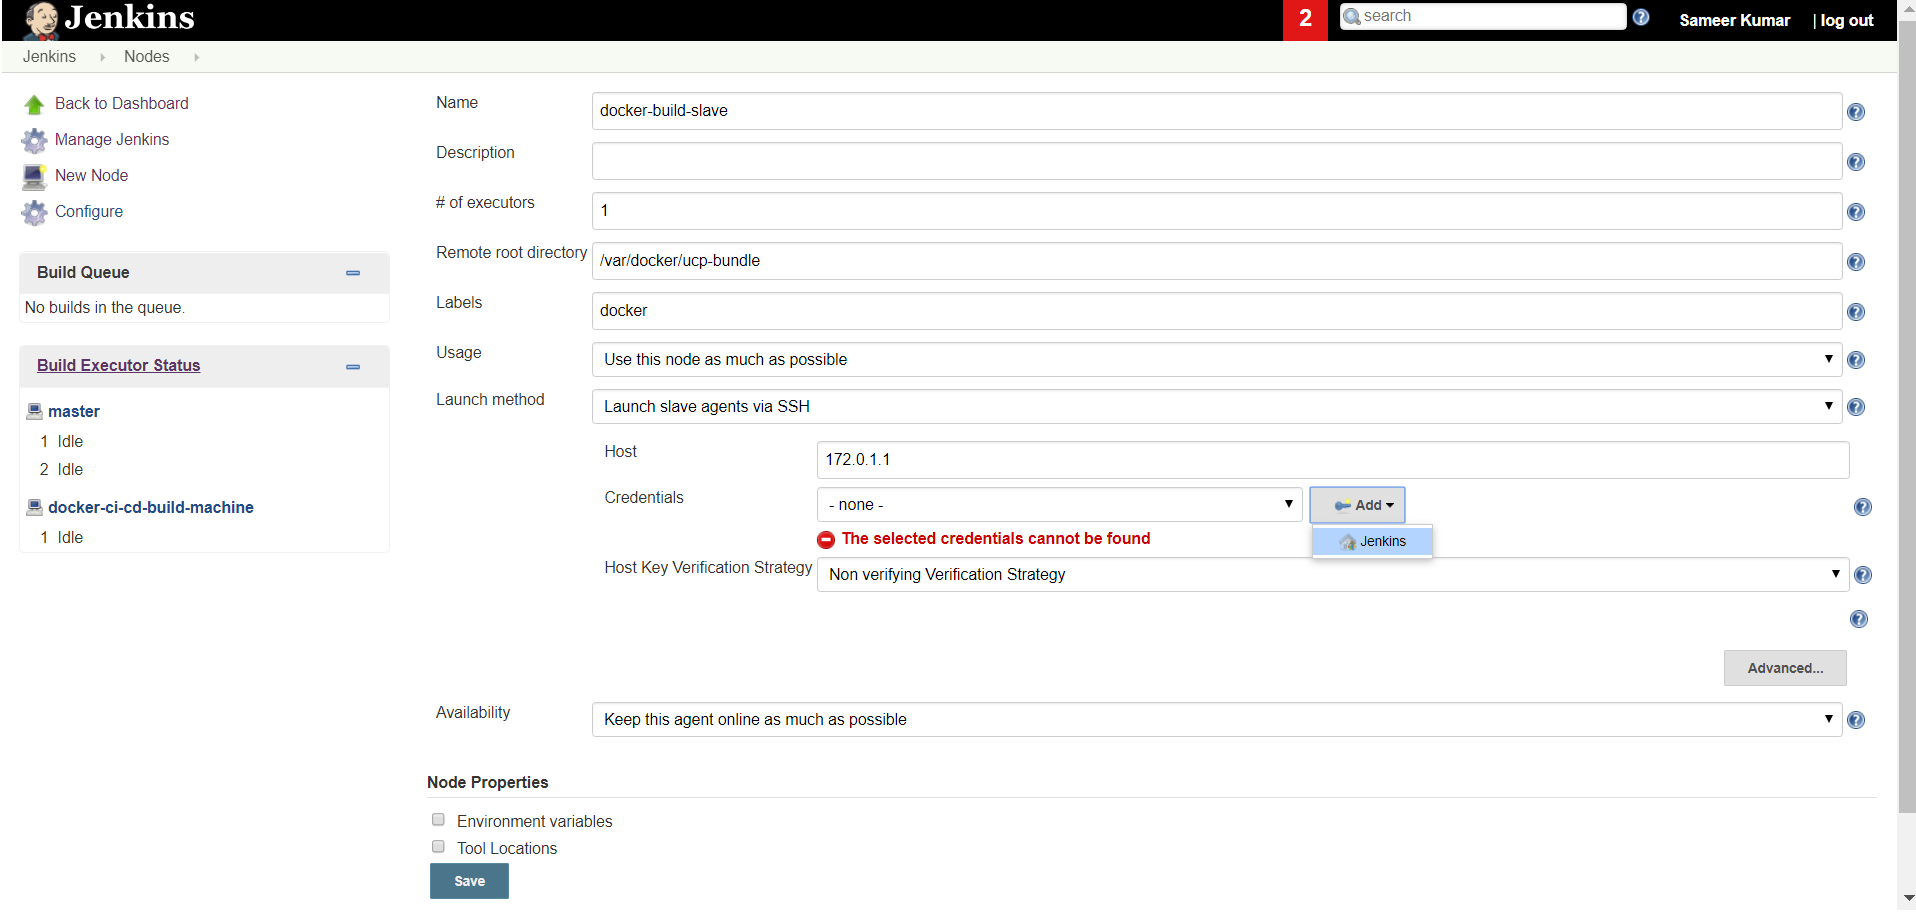 Jenkins
2
search
Sameer Kumar
| log out
Jenkins
Nodes
Back to Dashboard
Manage Jenkins
New Node
Configure
Build Queue
No builds in the queue.
Build Executor Status
master
1 Idle
2 Idle
docker-ci-cd-build-machine
1 Idle
Name
docker-build-slave
Description
# of executors
1
Remote root directory
/var/docker/ucp-bundle
Labels
docker
Usage
Use this node as much as possible
Launch method
Launch slave agents via SSH
Host
172.0.1.1
Credentials
- none -
Add
Jenkins
The selected credentials cannot be found
Host Key Verification Strategy
Non verifying Verification Strategy
Advanced...
Availability
Keep this agent online as much as possible
Node Properties
Environment variables
Tool Locations
Save